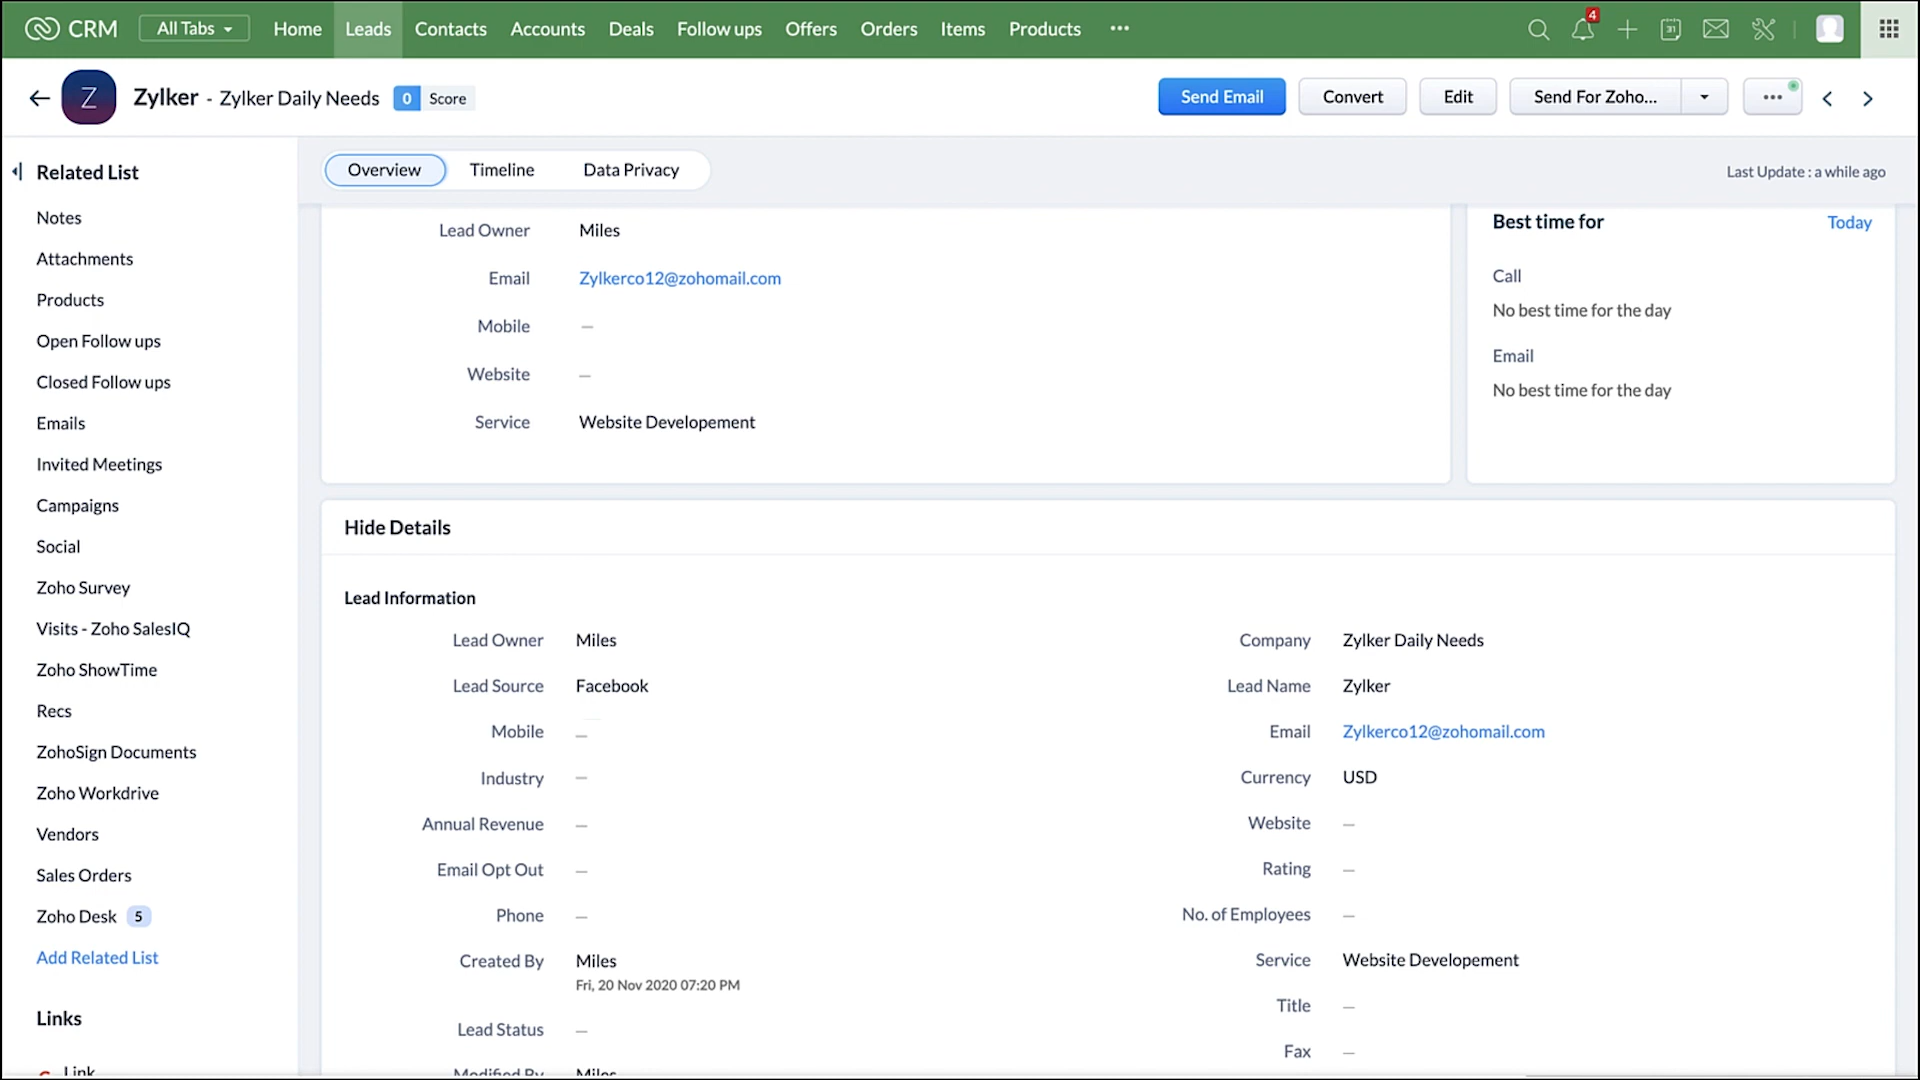 CRM All Tabs Home Leads Contacts Accounts Deals Follow ups Offers Orders Items Products ••• 4 31
Z Zylker - Zylker Daily Needs 0 Score Send Email Convert Edit Send For Zoho... •••
Related List
Notes
Attachments
Products
Open Follow ups
Closed Follow ups
Emails
Invited Meetings
Campaigns
Social
Zoho Survey
Visits - Zoho SalesIQ
Zoho ShowTime
Recs
ZohoSign Documents
Zoho Workdrive
Vendors
Sales Orders
Zoho Desk 5
Add Related List
Links
Link
Overview Timeline Data Privacy Last Update : a while ago
Lead Owner Miles
Email Zylkerco12@zohomail.com
Mobile —
Website —
Service Website Developement
Best time for Today
Call
No best time for the day
Email
No best time for the day
Hide Details
Lead Information
Lead Owner Miles
Lead Source Facebook
Mobile —
Industry —
Annual Revenue —
Email Opt Out —
Phone —
Created By Miles
Fri, 20 Nov 2020 07:20 PM
Lead Status —
Modified By Miles
Company Zylker Daily Needs
Lead Name Zylker
Email Zylkerco12@zohomail.com
Currency USD
Website —
Rating —
No. of Employees —
Service Website Developement
Title —
Fax —